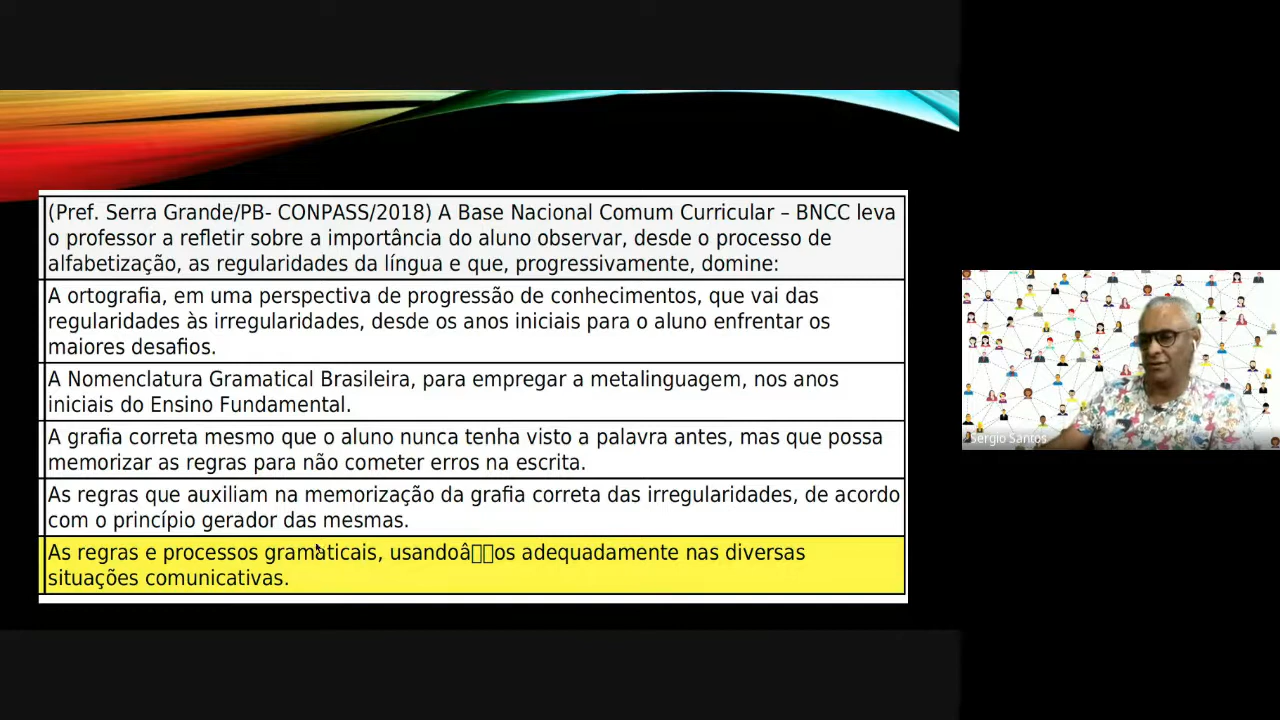 (Pref. Serra Grande/PB- CONPASS/2018) A Base Nacional Comum Curricular – BNCC leva
o professor a refletir sobre a importância do aluno observar, desde o processo de
alfabetização, as regularidades da língua e que, progressivamente, domine:
A ortografia, em uma perspectiva de progressão de conhecimentos, que vai das
regularidades às irregularidades, desde os anos iniciais para o aluno enfrentar os
maiores desafios.
A Nomenclatura Gramatical Brasileira, para empregar a metalinguagem, nos anos
iniciais do Ensino Fundamental.
A grafia correta mesmo que o aluno nunca tenha visto a palavra antes, mas que possa
memorizar as regras para não cometer erros na escrita.
As regras que auxiliam na memorização da grafia correta das irregularidades, de acordo
com o princípio gerador das mesmas.
As regras e processos gramaticais, usandoâ▯▯os adequadamente nas diversas
situações comunicativas.
Sergio Santos